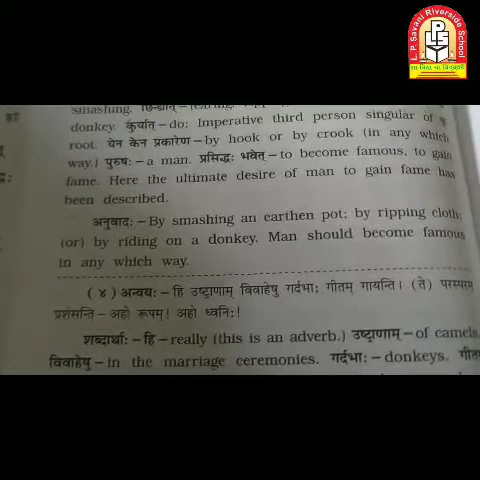 L. P. Savani Riverside School
LPS
सा विद्या या विमुक्तये
smashing. छिन्द्यात् –
donkey. कुर्यात् – do: Imperative third person singular of कृ
root. येन केन प्रकारेण – by hook or by crook (in any which
way.) पुरुषः – a man. प्रसिद्धः भवेत् – to become famous, to gain
fame. Here the ultimate desire of man to gain fame has
been described.
अनुवादः – By smashing an earthen pot; by ripping cloth;
(or) by riding on a donkey. Man should become famous
in any which way.
(४) अन्वयः – हि उष्ट्राणाम् विवाहेषु गर्दभाः गीतम् गायन्ति। (ते) परस्परम्
प्रशंसन्ति – अहो रूपम्! अहो ध्वनिः!
शब्दार्थाः – हि – really (this is an adverb.) उष्ट्राणाम् – of camels.
विवाहेषु – in the marriage ceremonies. गर्दभाः – donkeys.